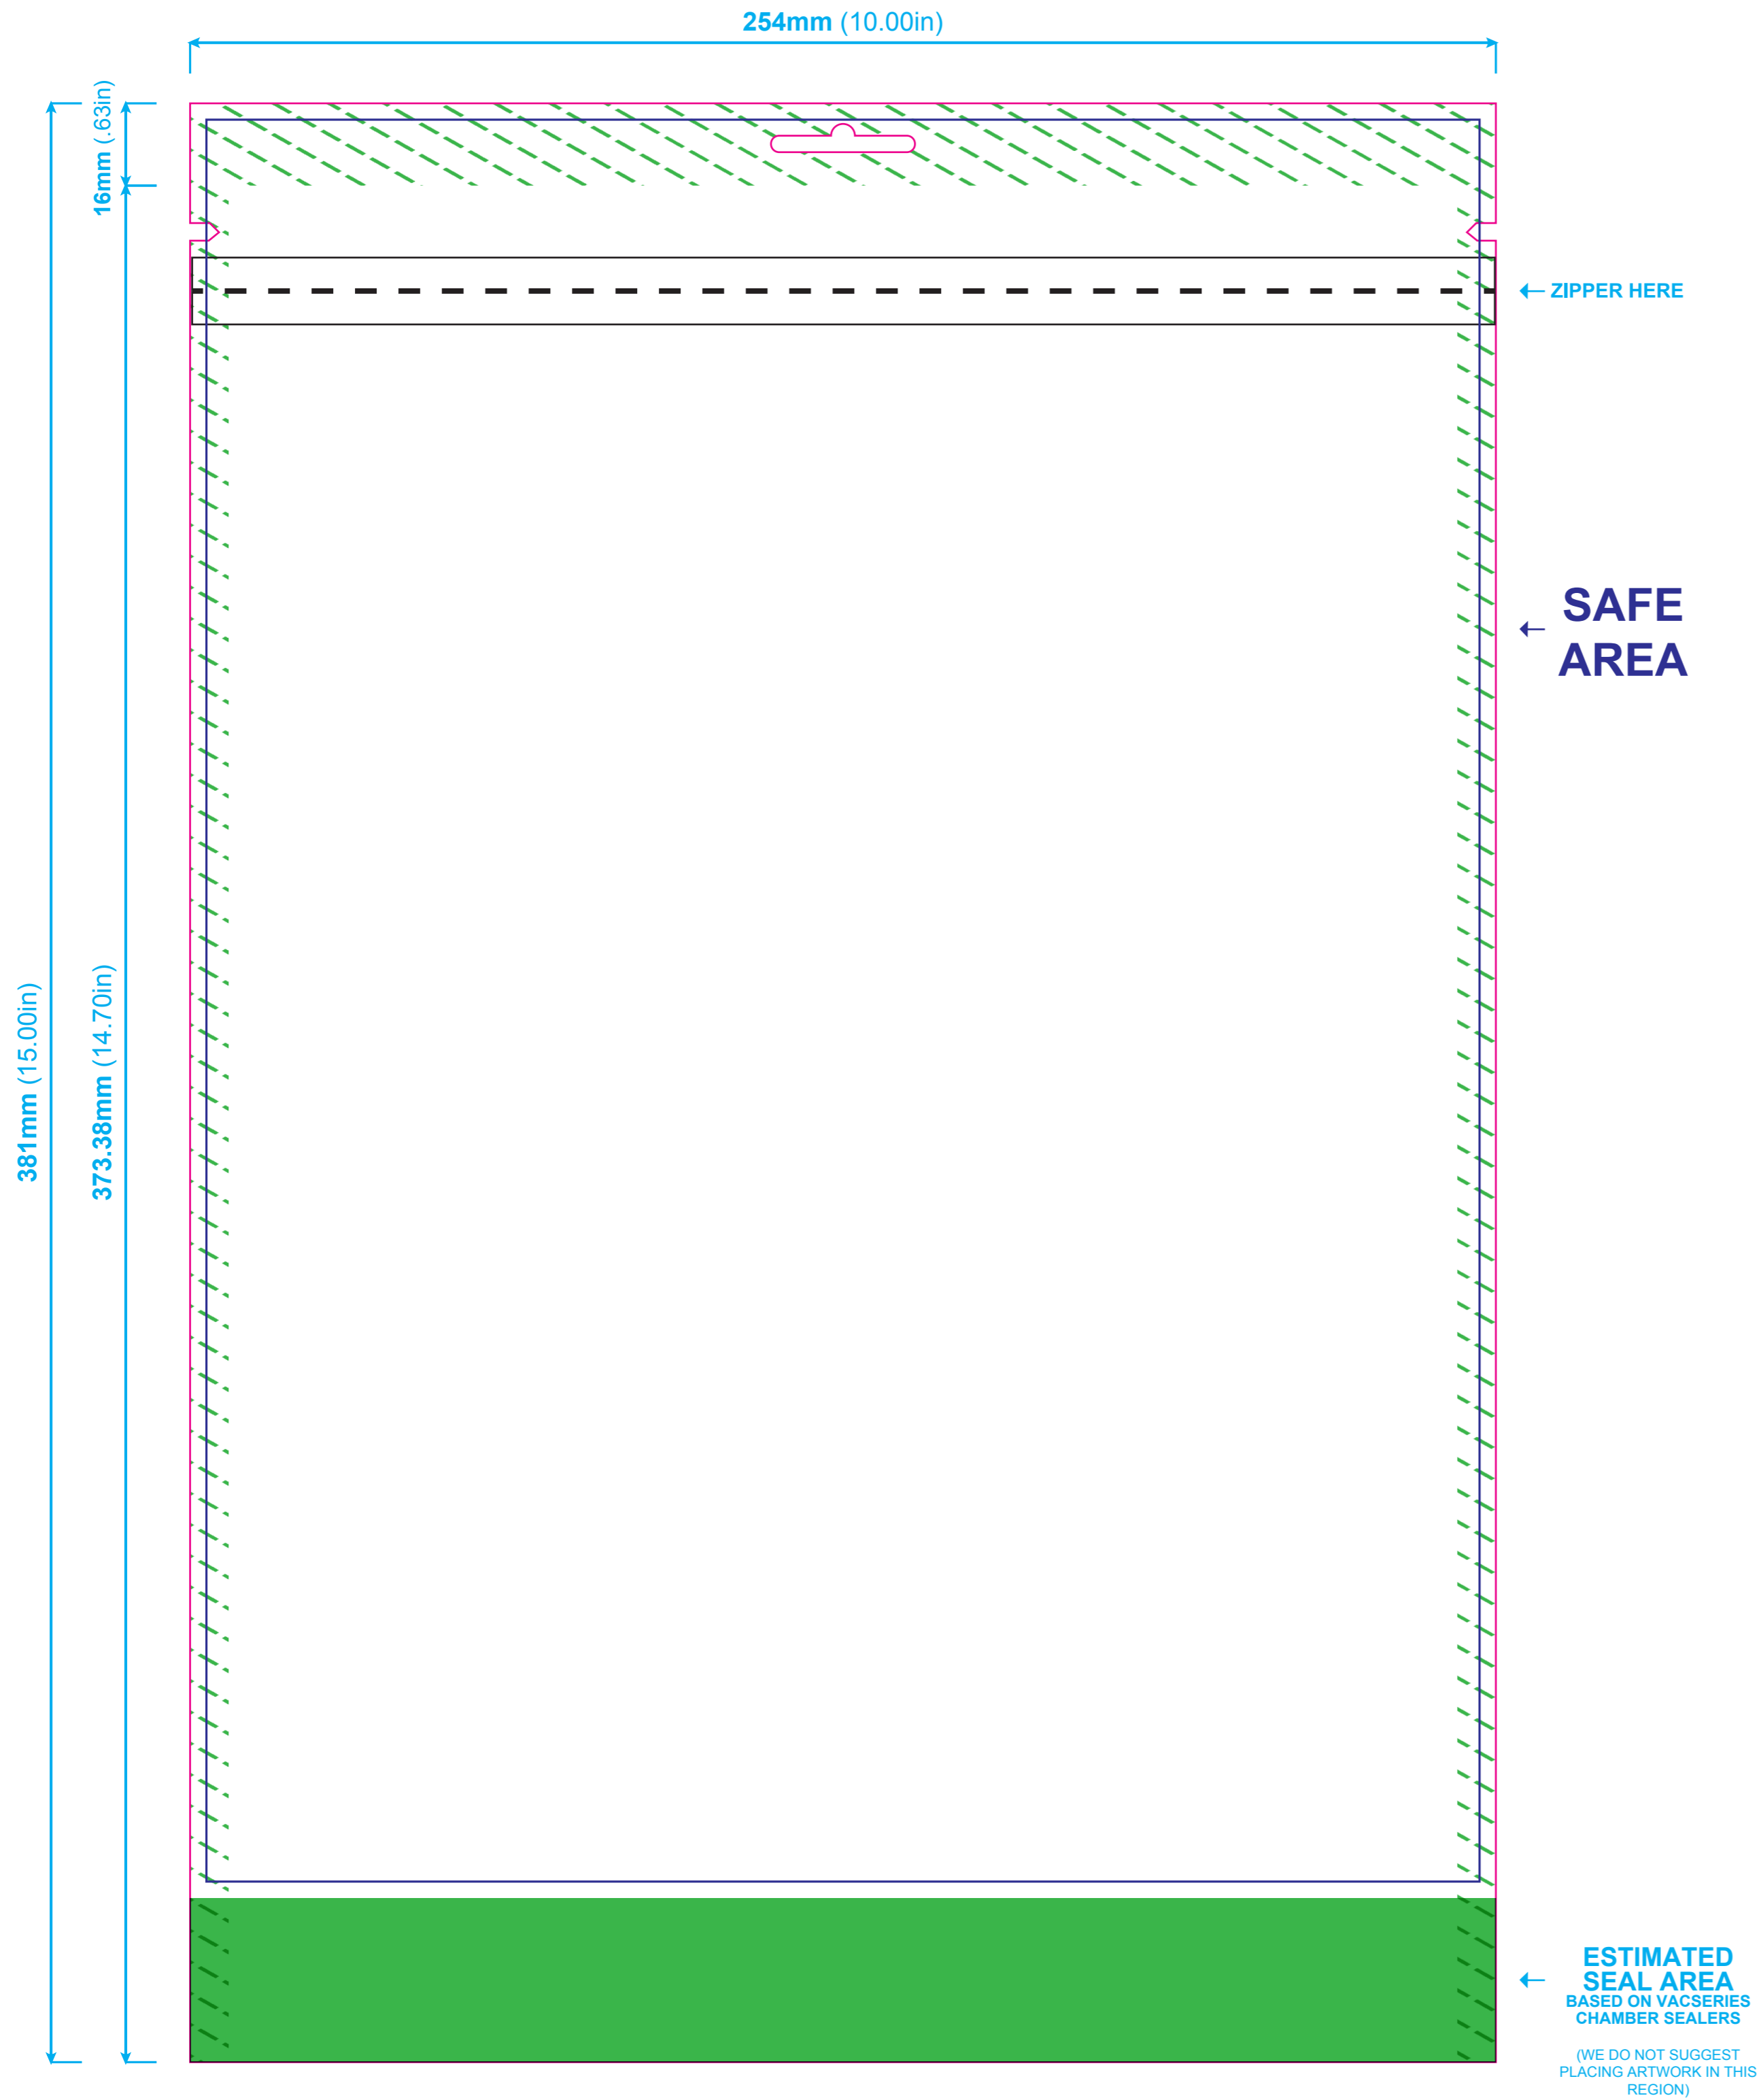 254mm (10.00in)
16mm (.63in)
ZIPPER HERE
SAFE
AREA
381mm (15.00in)
373.38mm (14.70in)
ESTIMATED
SEAL AREA
BASED ON VACSERIES
CHAMBER SEALERS
(WE DO NOT SUGGEST
PLACING ARTWORK IN THIS
REGION)